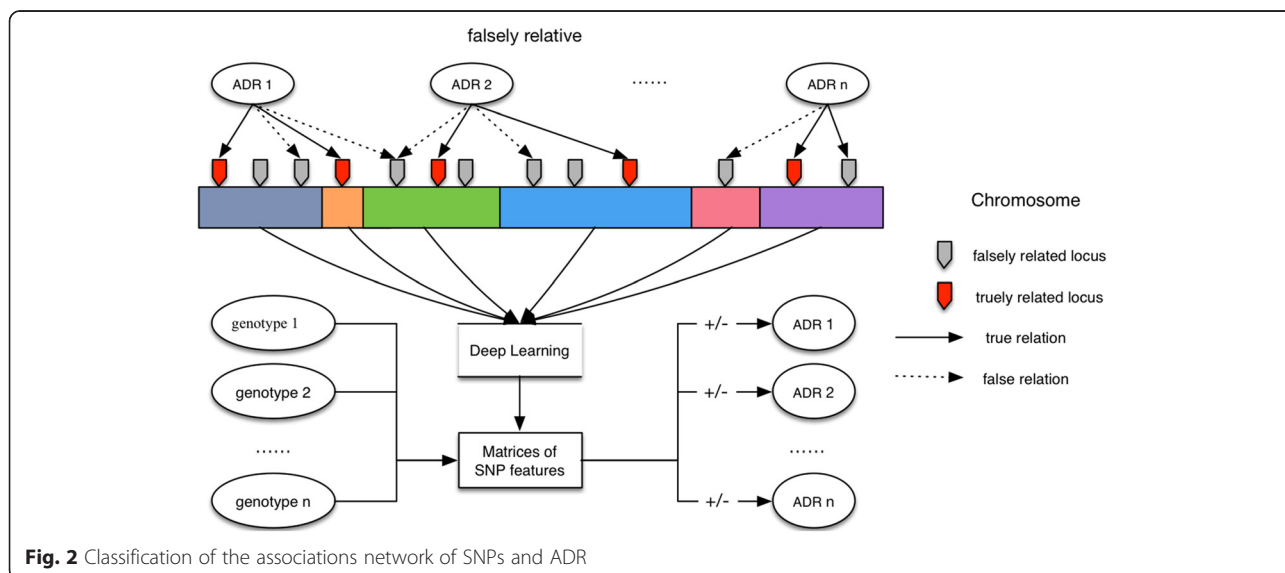 falsely relative
ADR 1
ADR 2
......
ADR n
Chromosome
falsely related locus
truely related locus
true relation
false relation
genotype 1
genotype 2
......
genotype n
Deep Learning
Matrices of
SNP features
+/-
ADR 1
+/-
ADR 2
......
+/-
ADR n
Fig. 2 Classification of the associations network of SNPs and ADR